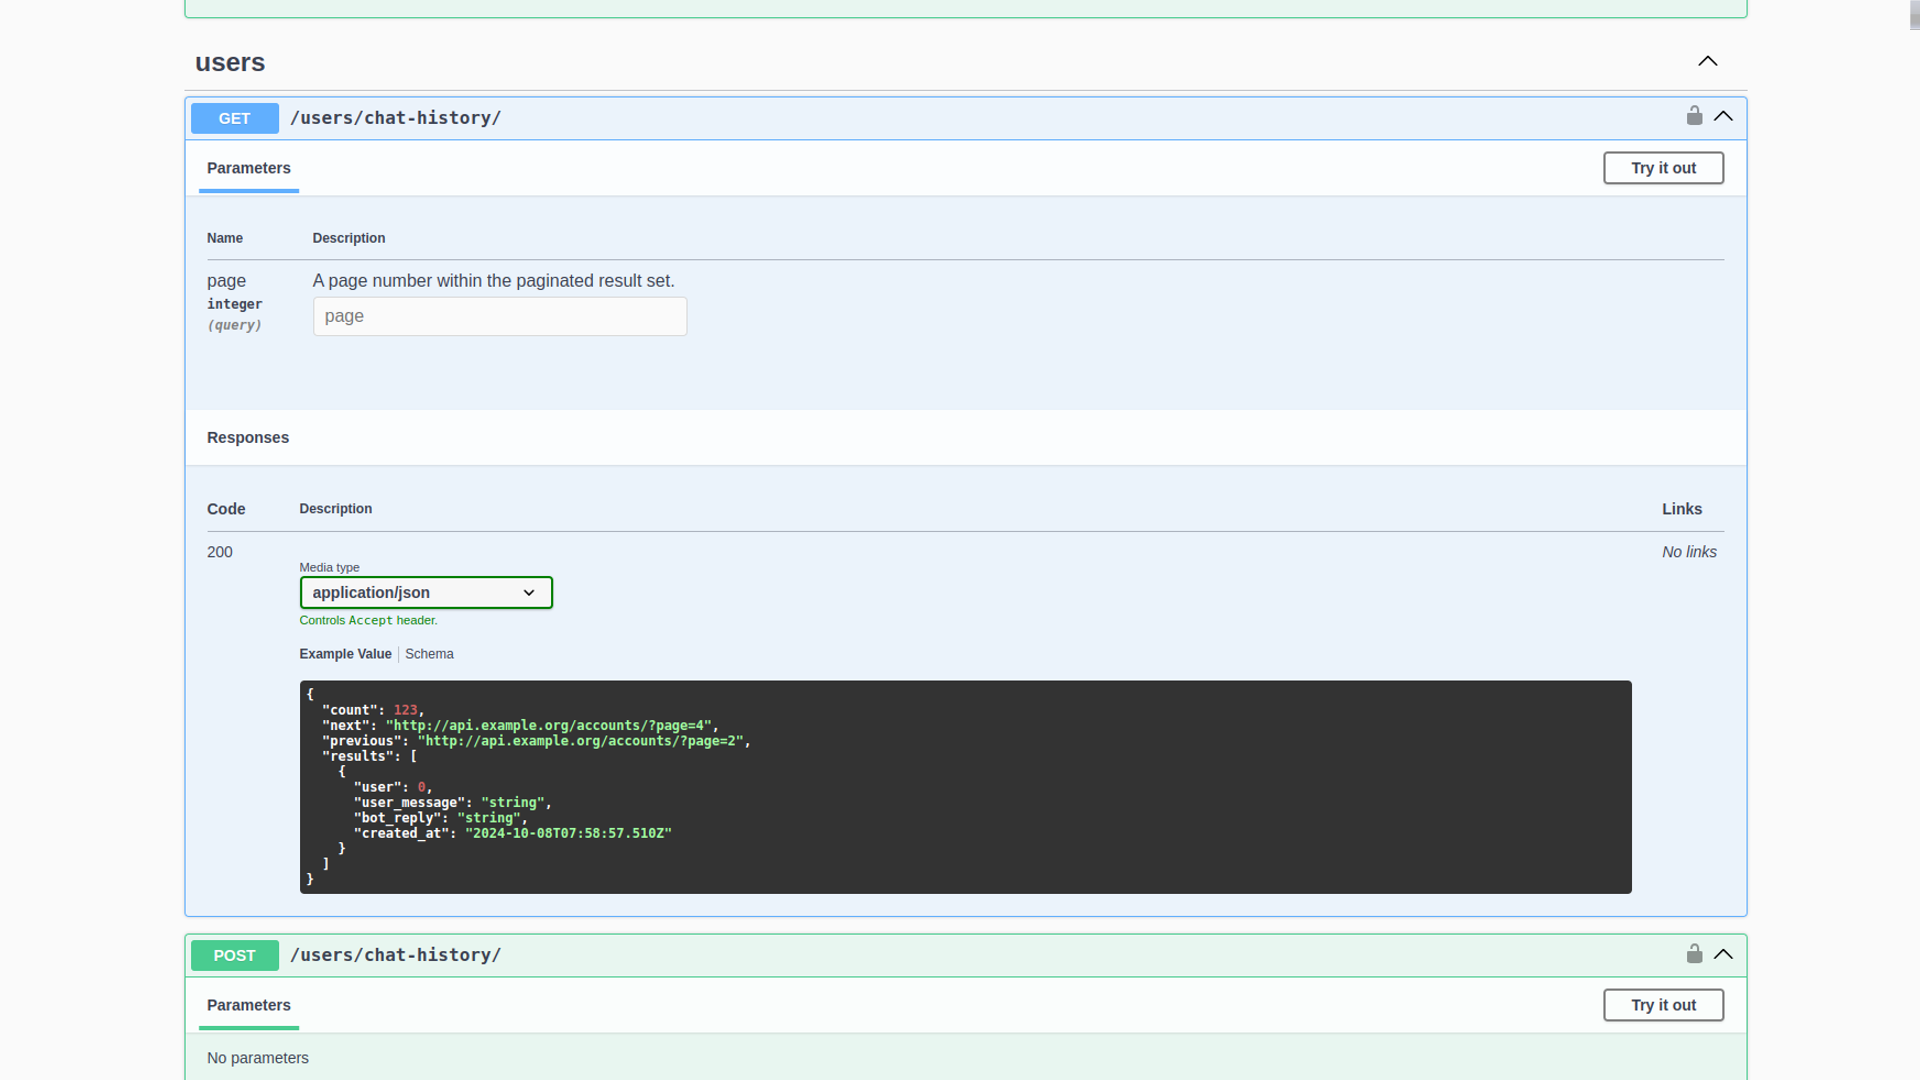 users
GET /users/chat-history/
Parameters
Try it out
Name Description
page A page number within the paginated result set.
integer
(query)
page
Responses
Code Description Links
200 No links
Media type
application/json
Controls Accept header.
Example Value Schema
{
  "count": 123,
  "next": "http://api.example.org/accounts/?page=4",
  "previous": "http://api.example.org/accounts/?page=2",
  "results": [
    {
      "user": 0,
      "user_message": "string",
      "bot_reply": "string",
      "created_at": "2024-10-08T07:58:57.510Z"
    }
  ]
}
POST /users/chat-history/
Parameters
Try it out
No parameters